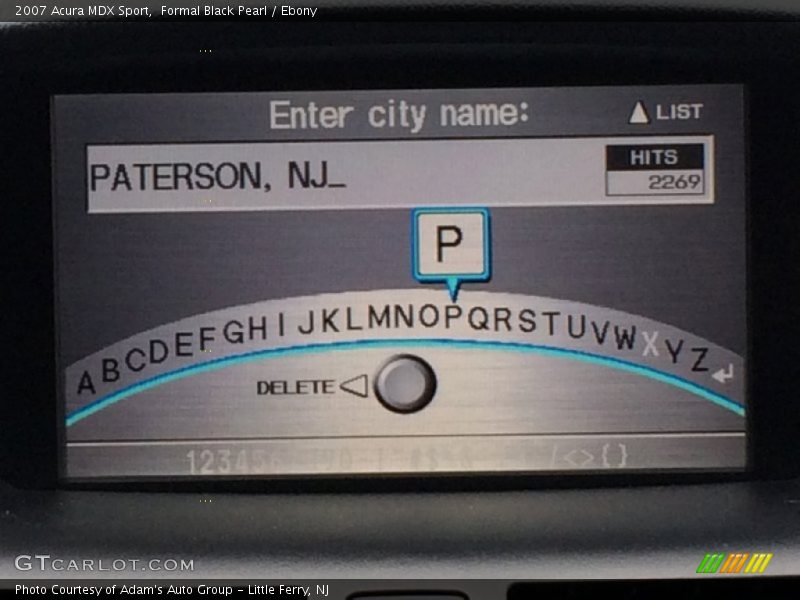 2007 Acura MDX Sport,  Formal Black Pearl / Ebony
Enter city name:
LIST
PATERSON, NJ_
HITS
2269
P
ABCDEFGHIJKLMNOPQRSTUVWXYZ
DELETE
GTCARLOT.COM
Photo Courtesy of Adam's Auto Group – Little Ferry, NJ